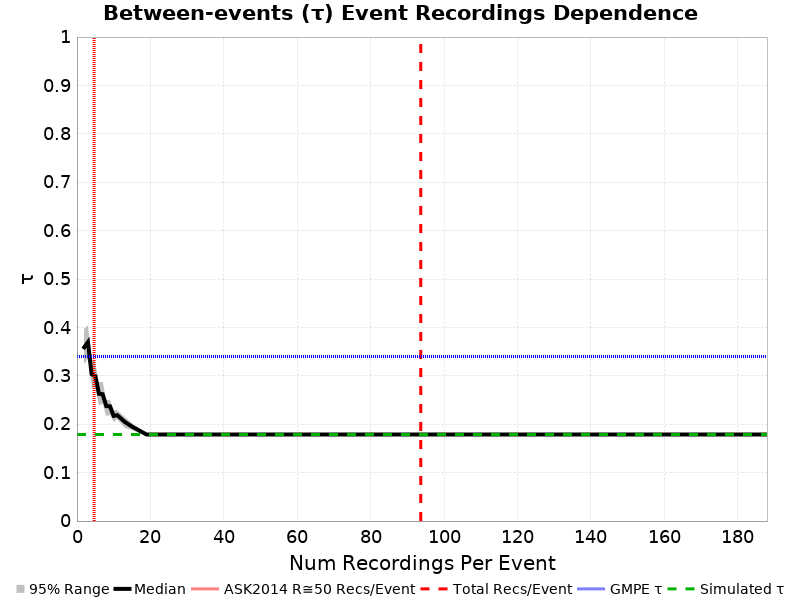 Between-events (τ) Event Recordings Dependence
1
0.9
0.8
0.7
0.6
0.5
0.4
0.3
0.2
0.1
0
τ
0 20 40 60 80 100 120 140 160 180
Num Recordings Per Event
95% Range Median ASK2014 R≅50 Recs/Event Total Recs/Event GMPE τ Simulated τ